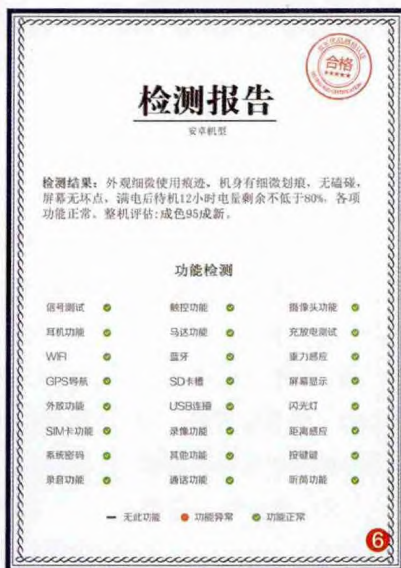 合格
检测报告
安卓机型
检测结果：外观细微使用痕迹，机身有细微划痕，无磕碰，
屏幕无坏点，满电后待机12小时电量剩余不低于80%，各项
功能正常。整机评估:成色95成新。
功能检测
信号测试 触控功能 摄像头功能
耳机功能 马达功能 充放电测试
WIFI 蓝牙 重力感应
GPS导航 SD卡槽 屏幕显示
外放功能 USB连接 闪光灯
SIM卡功能 录像功能 距离感应
系统密码 其他功能 按键键
录音功能 通话功能 听筒功能
无此功能 功能异常 功能正常
6